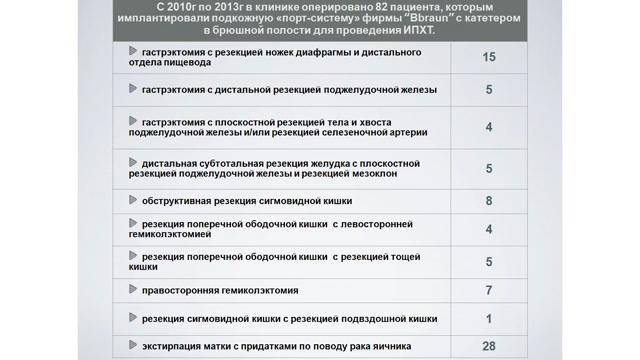 С 2010г по 2013г в клинике оперировано 82 пациента, которым
имплантировали подкожную «порт-систему» фирмы "Bbraun" с катетером
в брюшной полости для проведения ИПХТ.
гастрэктомия с резекцией ножек диафрагмы и дистального
отдела пищевода
15
гастрэктомия с дистальной резекцией поджелудочной железы
5
гастрэктомия с плоскостной резекцией тела и хвоста
поджелудочной железы и/или резекцией селезеночной артерии
4
дистальная субтотальная резекция желудка с плоскостной
резекцией поджелудочной железы и резекцией мезоклон
5
обструктивная резекция сигмовидной кишки
8
резекция поперечной ободочной кишки с левосторонней
гемиколэктомией
4
резекция поперечной ободочной кишки с резекцией тощей
кишки
5
правосторонняя гемиколэктомия
7
резекция сигмовидной кишки с резекцией подвздошной кишки
1
экстирпация матки с придатками по поводу рака яичника
28